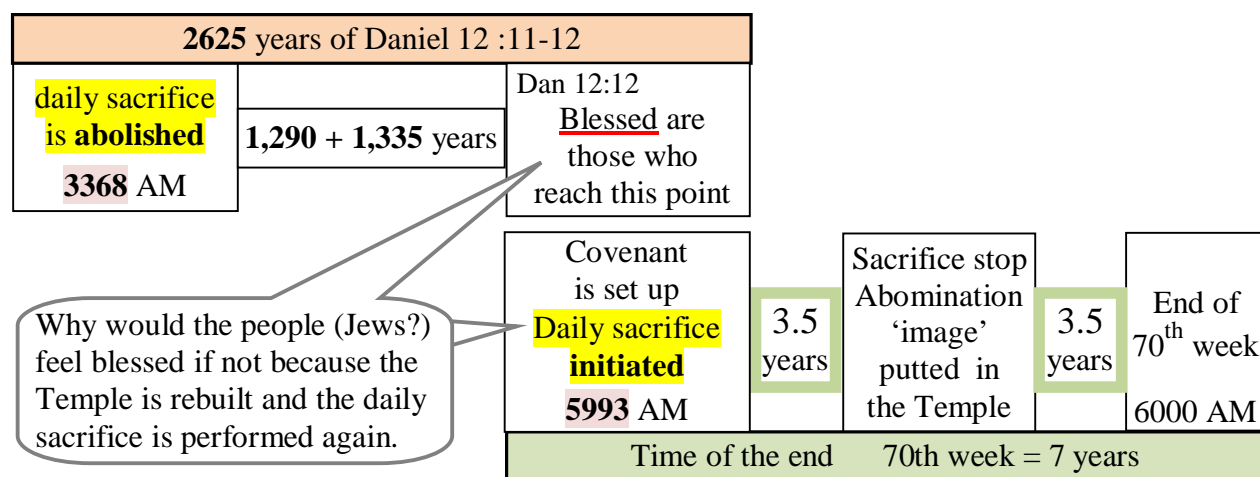 2625 years of Daniel 12 :11-12
daily sacrifice
is abolished
3368 AM
1,290 + 1,335 years
Dan 12:12
Blessed are
those who
reach this point
Why would the people (Jews?)
feel blessed if not because the
Temple is rebuilt and the daily
sacrifice is performed again.
Covenant
is set up
Daily sacrifice
initiated
5993 AM
3.5
years
Sacrifice stop
Abomination
‘image’
putted in
the Temple
3.5
years
End of
70th week
6000 AM
Time of the end 70th week = 7 years